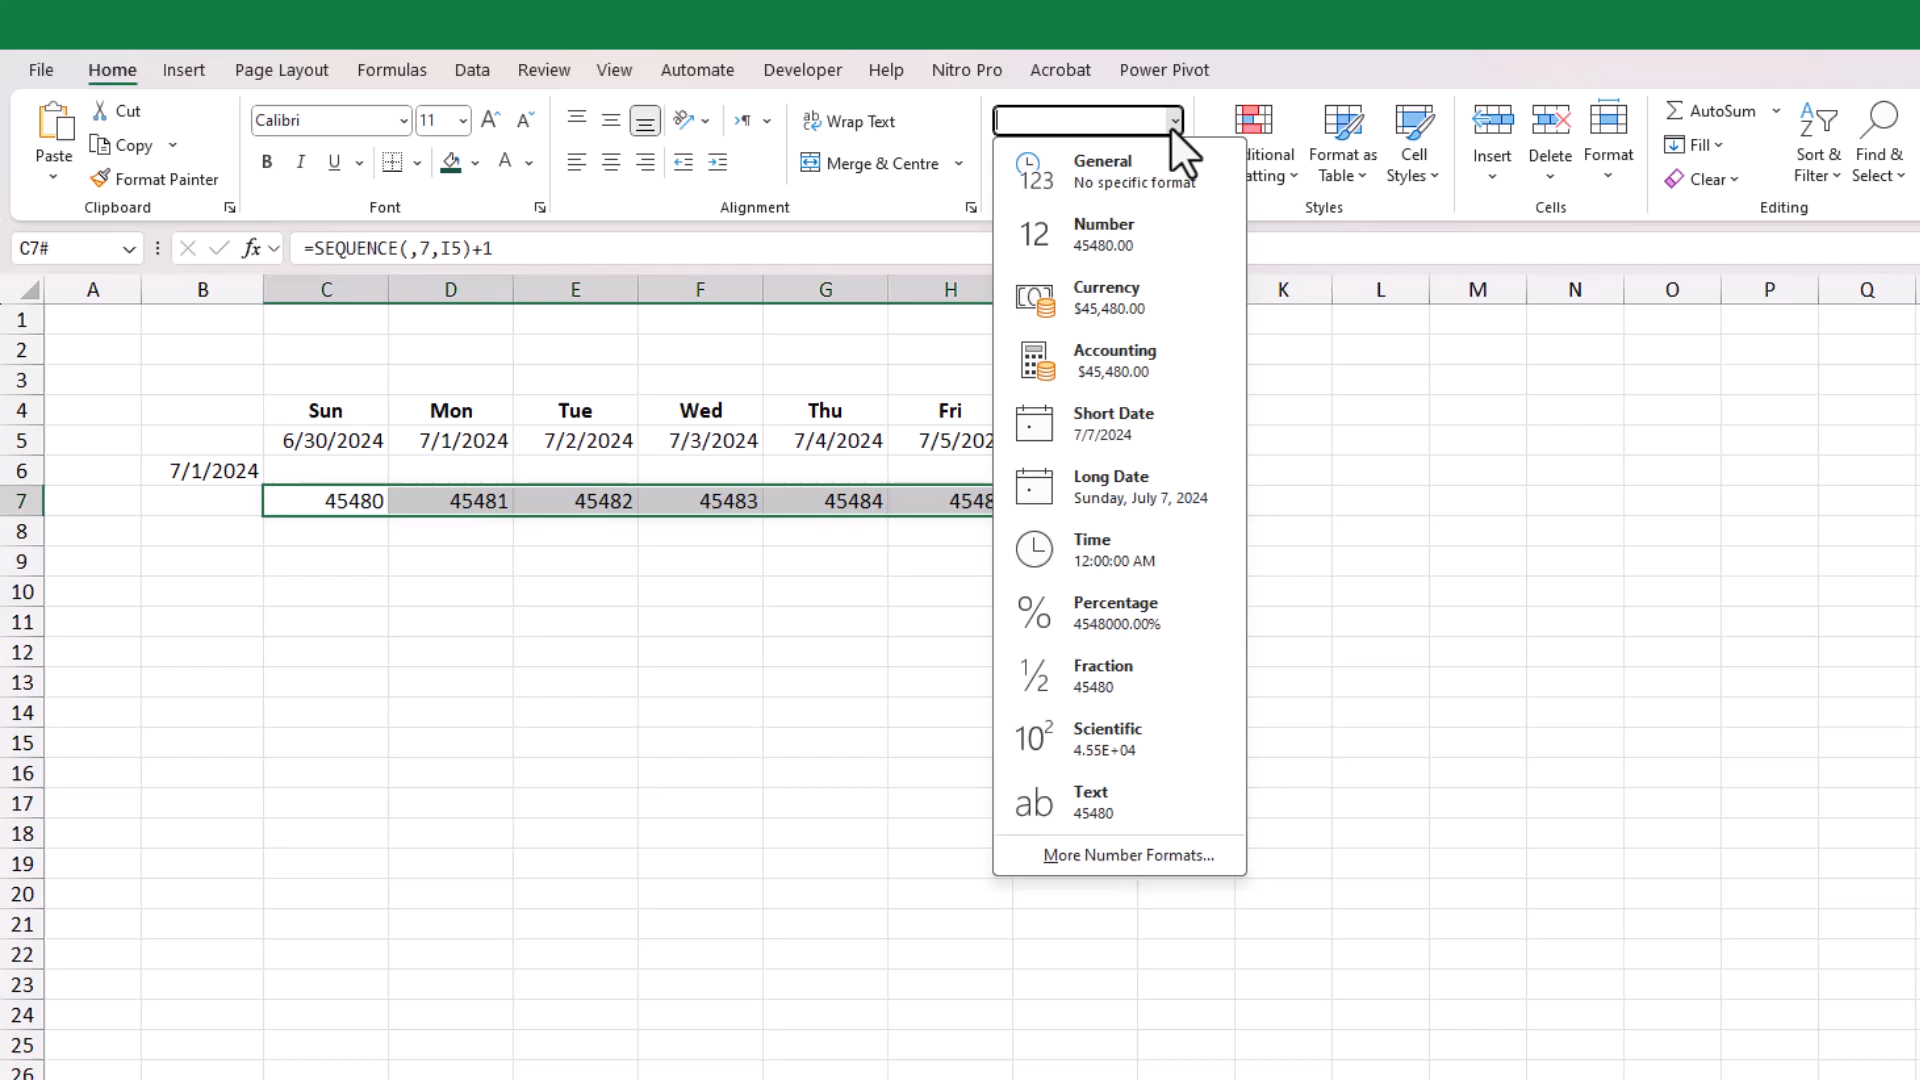 File Home Insert Page Layout Formulas Data Review View Automate Developer Help Nitro Pro Acrobat Power Pivot
Paste Cut Copy Format Painter
Calibri 11
B I U A
Wrap Text
Merge & Centre
ditional
atting
Format as
Table
Cell
Styles
Insert Delete Format
AutoSum
Fill
Clear
Sort &
Filter
Find &
Select
Clipboard Font Alignment Styles Cells Editing
C7# fx =SEQUENCE(,7,I5)+1
A B C D E F G H K L M N O P Q
1
2
3
4 Sun Mon Tue Wed Thu Fri
5 6/30/2024 7/1/2024 7/2/2024 7/3/2024 7/4/2024 7/5/202
6 7/1/2024
7 45480 45481 45482 45483 45484 4548
8
9
10
11
12
13
14
15
16
17
18
19
20
21
22
23
24
25
26
General
No specific format
123
Number
45480.00
12
Currency
$45,480.00
Accounting
$45,480.00
Short Date
7/7/2024
Long Date
Sunday, July 7, 2024
Time
12:00:00 AM
Percentage
4548000.00%
%
Fraction
45480
½
Scientific
4.55E+04
10²
Text
45480
ab
More Number Formats...